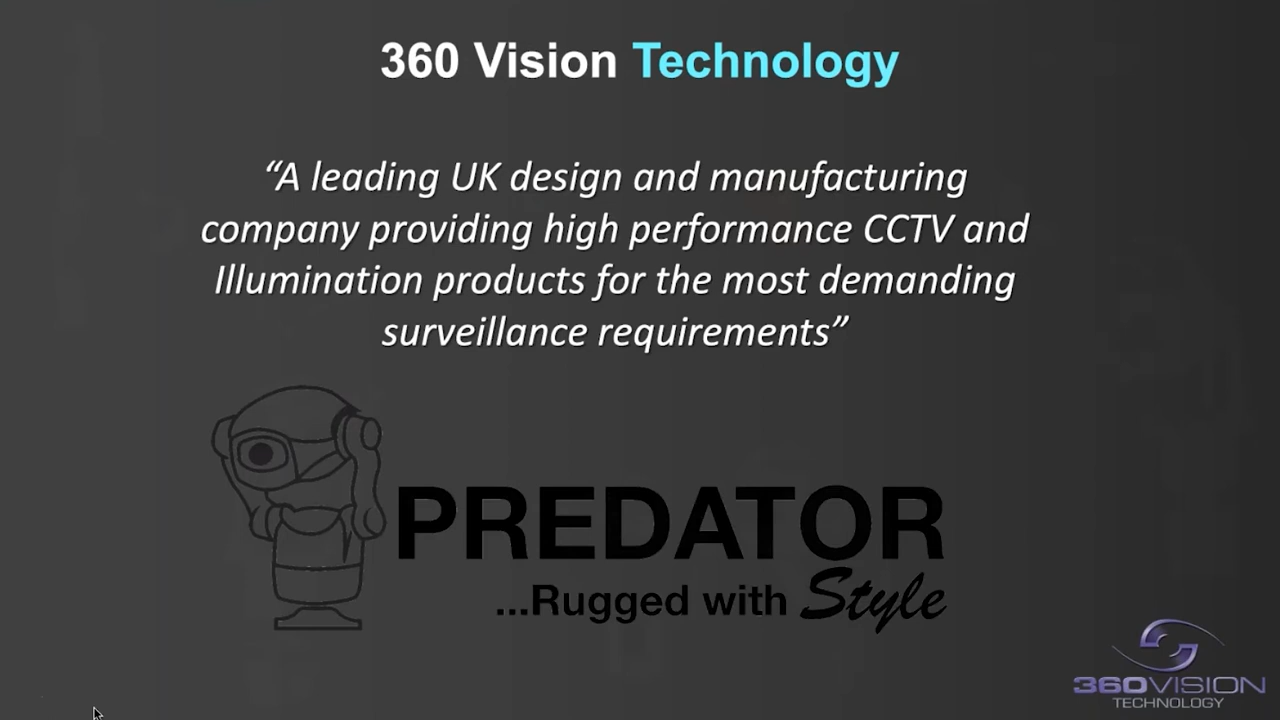 360 Vision Technology
“A leading UK design and manufacturing
company providing high performance CCTV and
Illumination products for the most demanding
surveillance requirements”
PREDATOR
...Rugged with Style
360VISION
TECHNOLOGY